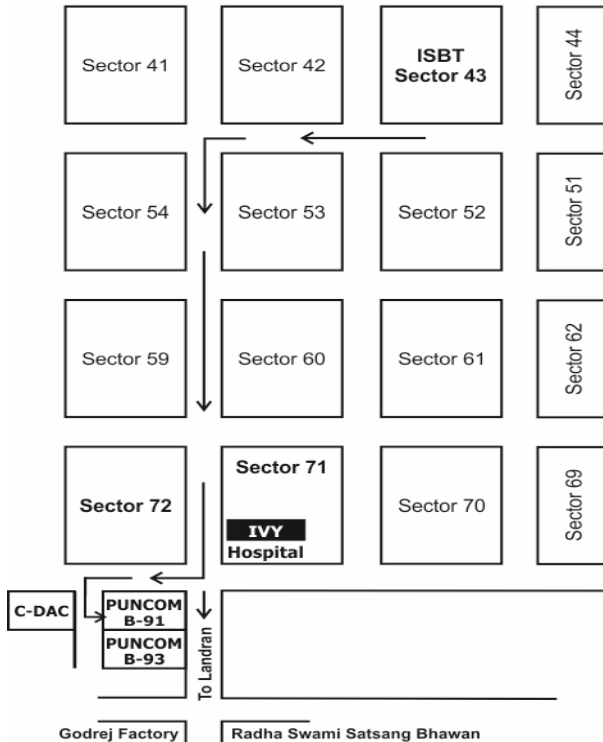 Sector 41
Sector 42
ISBT
Sector 43
Sector 44
Sector 54
Sector 53
Sector 52
Sector 51
Sector 59
Sector 60
Sector 61
Sector 62
Sector 72
Sector 71
IVY
Hospital
Sector 70
Sector 69
C-DAC
PUNCOM
B-91
PUNCOM
B-93
To Landran
Godrej Factory
Radha Swami Satsang Bhawan